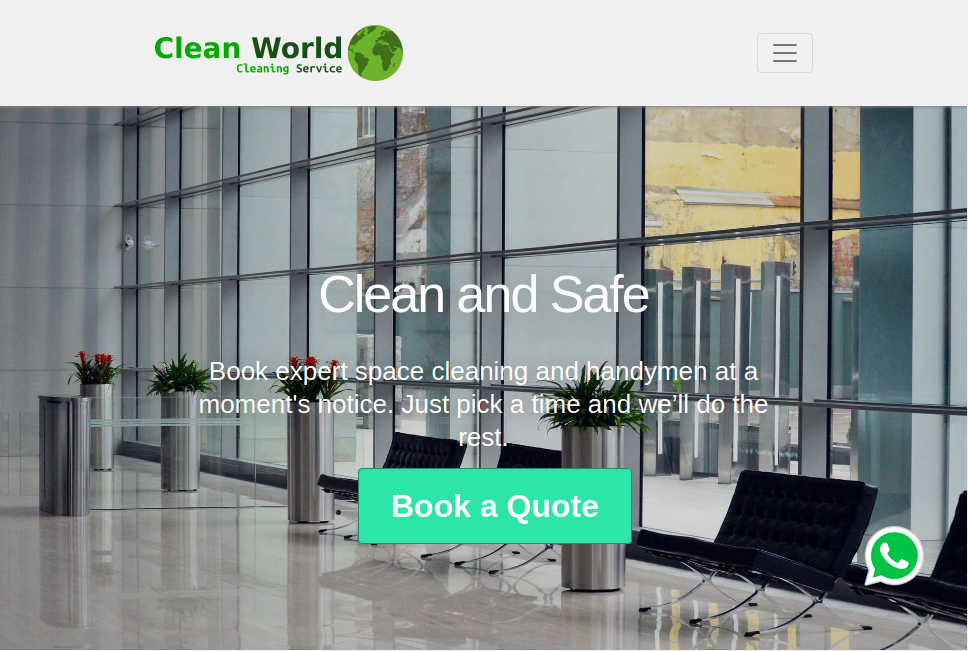 Clean World
Cleaning Service
Clean and Safe
Book expert space cleaning and handymen at a
moment's notice. Just pick a time and we’ll do the
rest.
Book a Quote